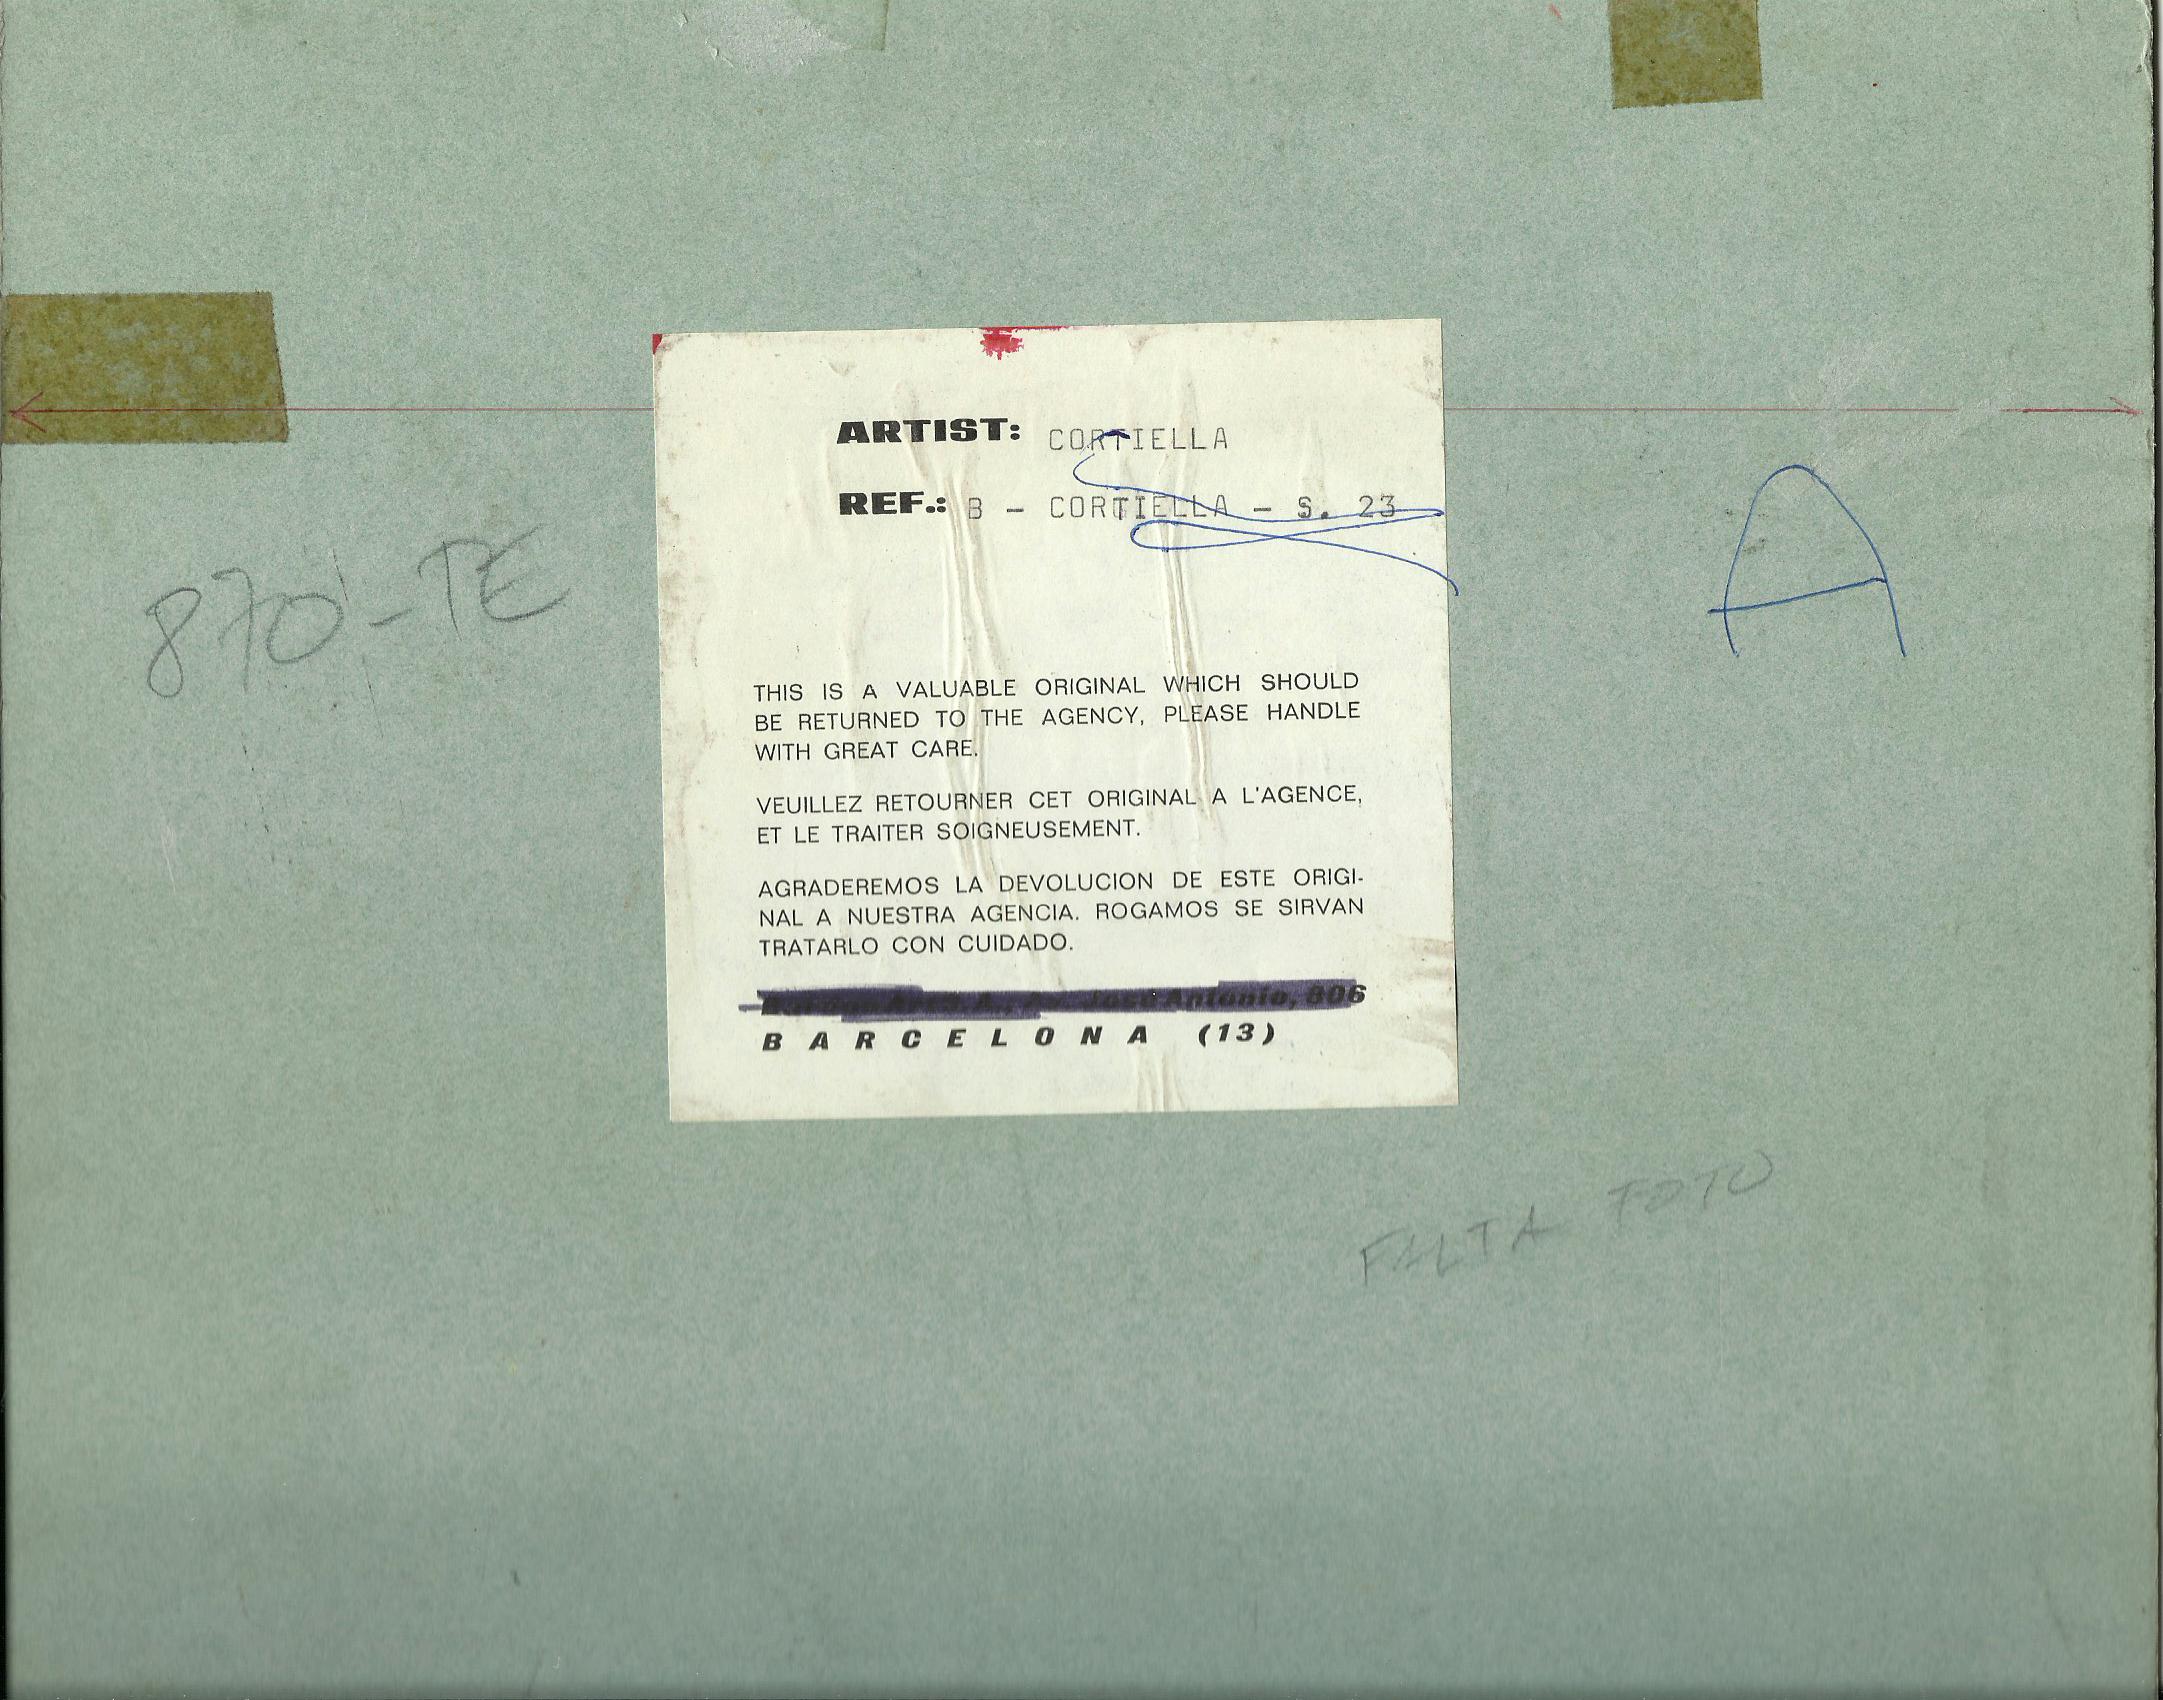 ARTIST: CORTIELLA
REF.: B - CORTIELLA - S. 23
A
870-TE
THIS IS A VALUABLE ORIGINAL WHICH SHOULD
BE RETURNED TO THE AGENCY, PLEASE HANDLE
WITH GREAT CARE.
VEUILLEZ RETOURNER CET ORIGINAL A L'AGENCE,
ET LE TRAITER SOIGNEUSEMENT.
AGRADEREMOS LA DEVOLUCION DE ESTE ORIGI-
NAL A NUESTRA AGENCIA. ROGAMOS SE SIRVAN
TRATARLO CON CUIDADO.
Av. José Antonio, 806
BARCELONA (13)
FALTA FOTO